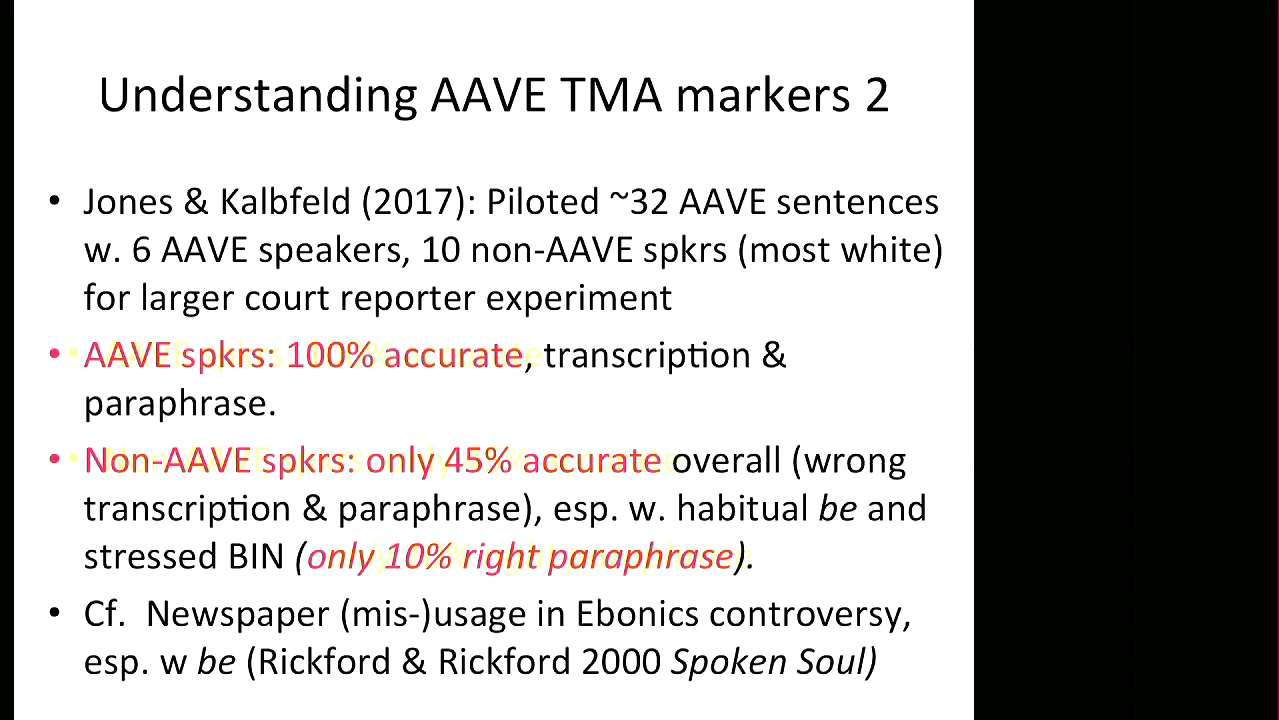 Understanding AAVE TMA markers 2
• Jones & Kalbfeld (2017): Piloted ~32 AAVE sentences
w. 6 AAVE speakers, 10 non-AAVE spkrs (most white)
for larger court reporter experiment
• AAVE spkrs: 100% accurate, transcription &
paraphrase.
• Non-AAVE spkrs: only 45% accurate overall (wrong
transcription & paraphrase), esp. w. habitual be and
stressed BIN (only 10% right paraphrase).
• Cf. Newspaper (mis-)usage in Ebonics controversy,
esp. w be (Rickford & Rickford 2000 Spoken Soul)